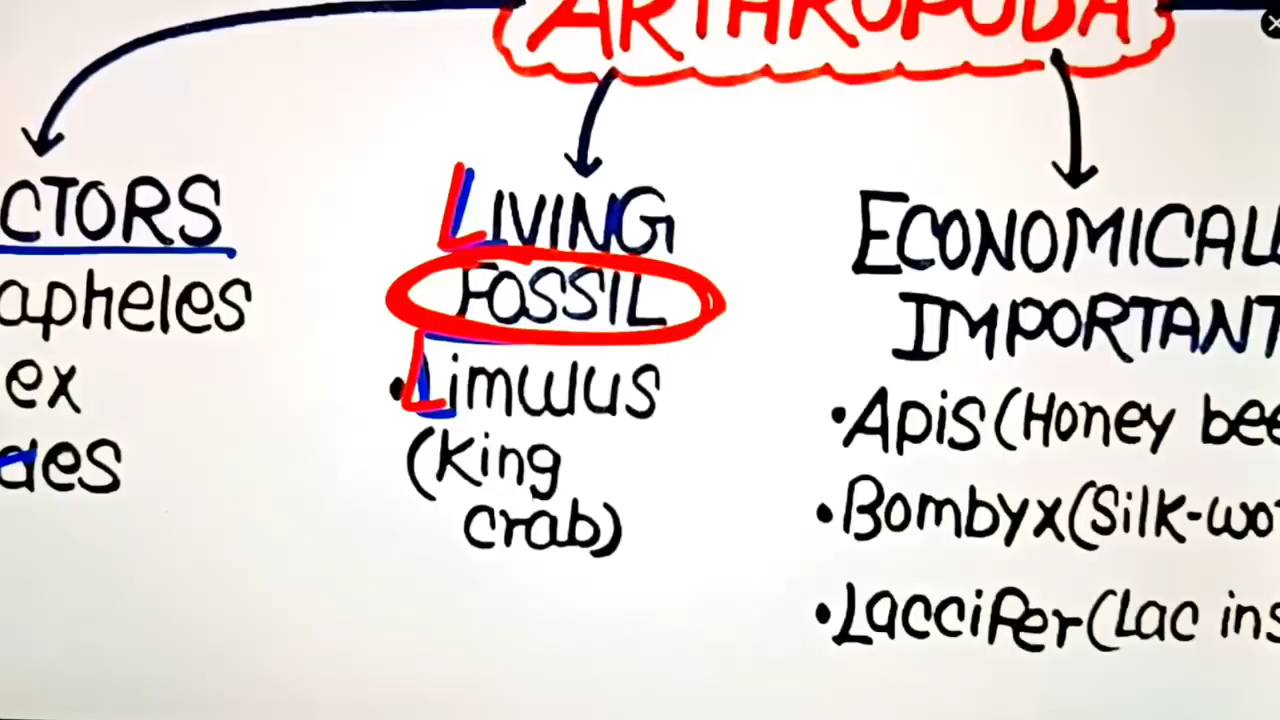 ARTHROPODA
CTORS
apheles
ex
des
LIVING
FOSSIL
•Limulus
(King
crab)
ECONOMICAL
IMPORTANT
•Apis (Honey bee
•Bombyx (Silk-wo
•Laccifer (Lac ins